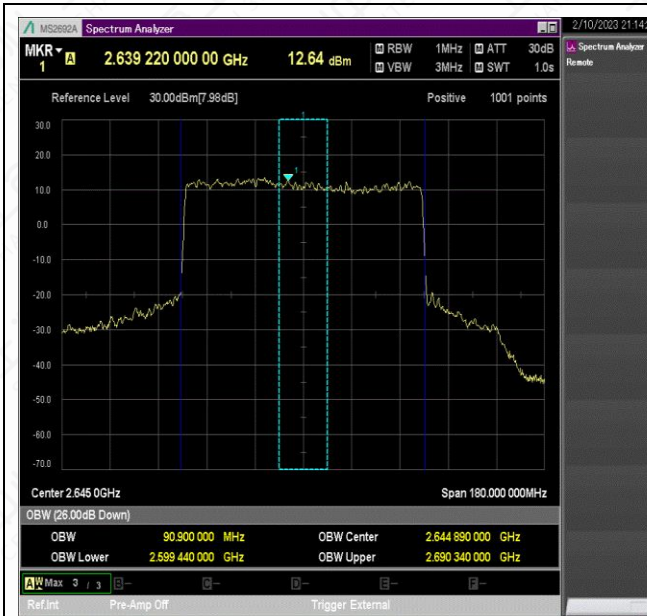 MS2692A Spectrum Analyzer
2/10/2023 21:14:
MKR 1 A 2.639 220 000 00 GHz 12.64 dBm RBW 1MHz ATT 30dB
VBW 3MHz SWT 1.0s
Spectrum Analyzer
Remote
Reference Level 30.00dBm[7.98dB] Positive 1001 points
30.0
20.0
10.0
0.0
-10.0
-20.0
-30.0
-40.0
-50.0
-60.0
-70.0
1
Center 2.645 0GHz Span 180.000 000MHz
OBW (26.00dB Down)
OBW 90.900 000 MHz OBW Center 2.644 890 000 GHz
OBW Lower 2.599 440 000 GHz OBW Upper 2.690 340 000 GHz
A W Max 3 / 3 B- C- D- E- F-
Ref.Int Pre-Amp Off Trigger External